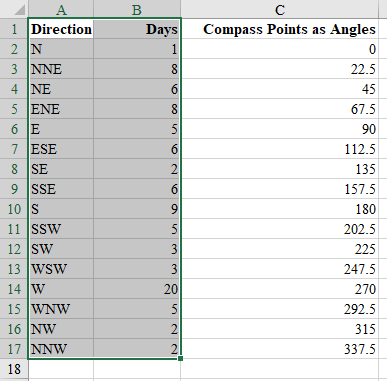 A B C
1 Direction Days Compass Points as Angles
2 N 1 0
3 NNE 8 22.5
4 NE 6 45
5 ENE 8 67.5
6 E 5 90
7 ESE 6 112.5
8 SE 2 135
9 SSE 6 157.5
10 S 9 180
11 SSW 5 202.5
12 SW 3 225
13 WSW 3 247.5
14 W 20 270
15 WNW 5 292.5
16 NW 2 315
17 NNW 2 337.5
18